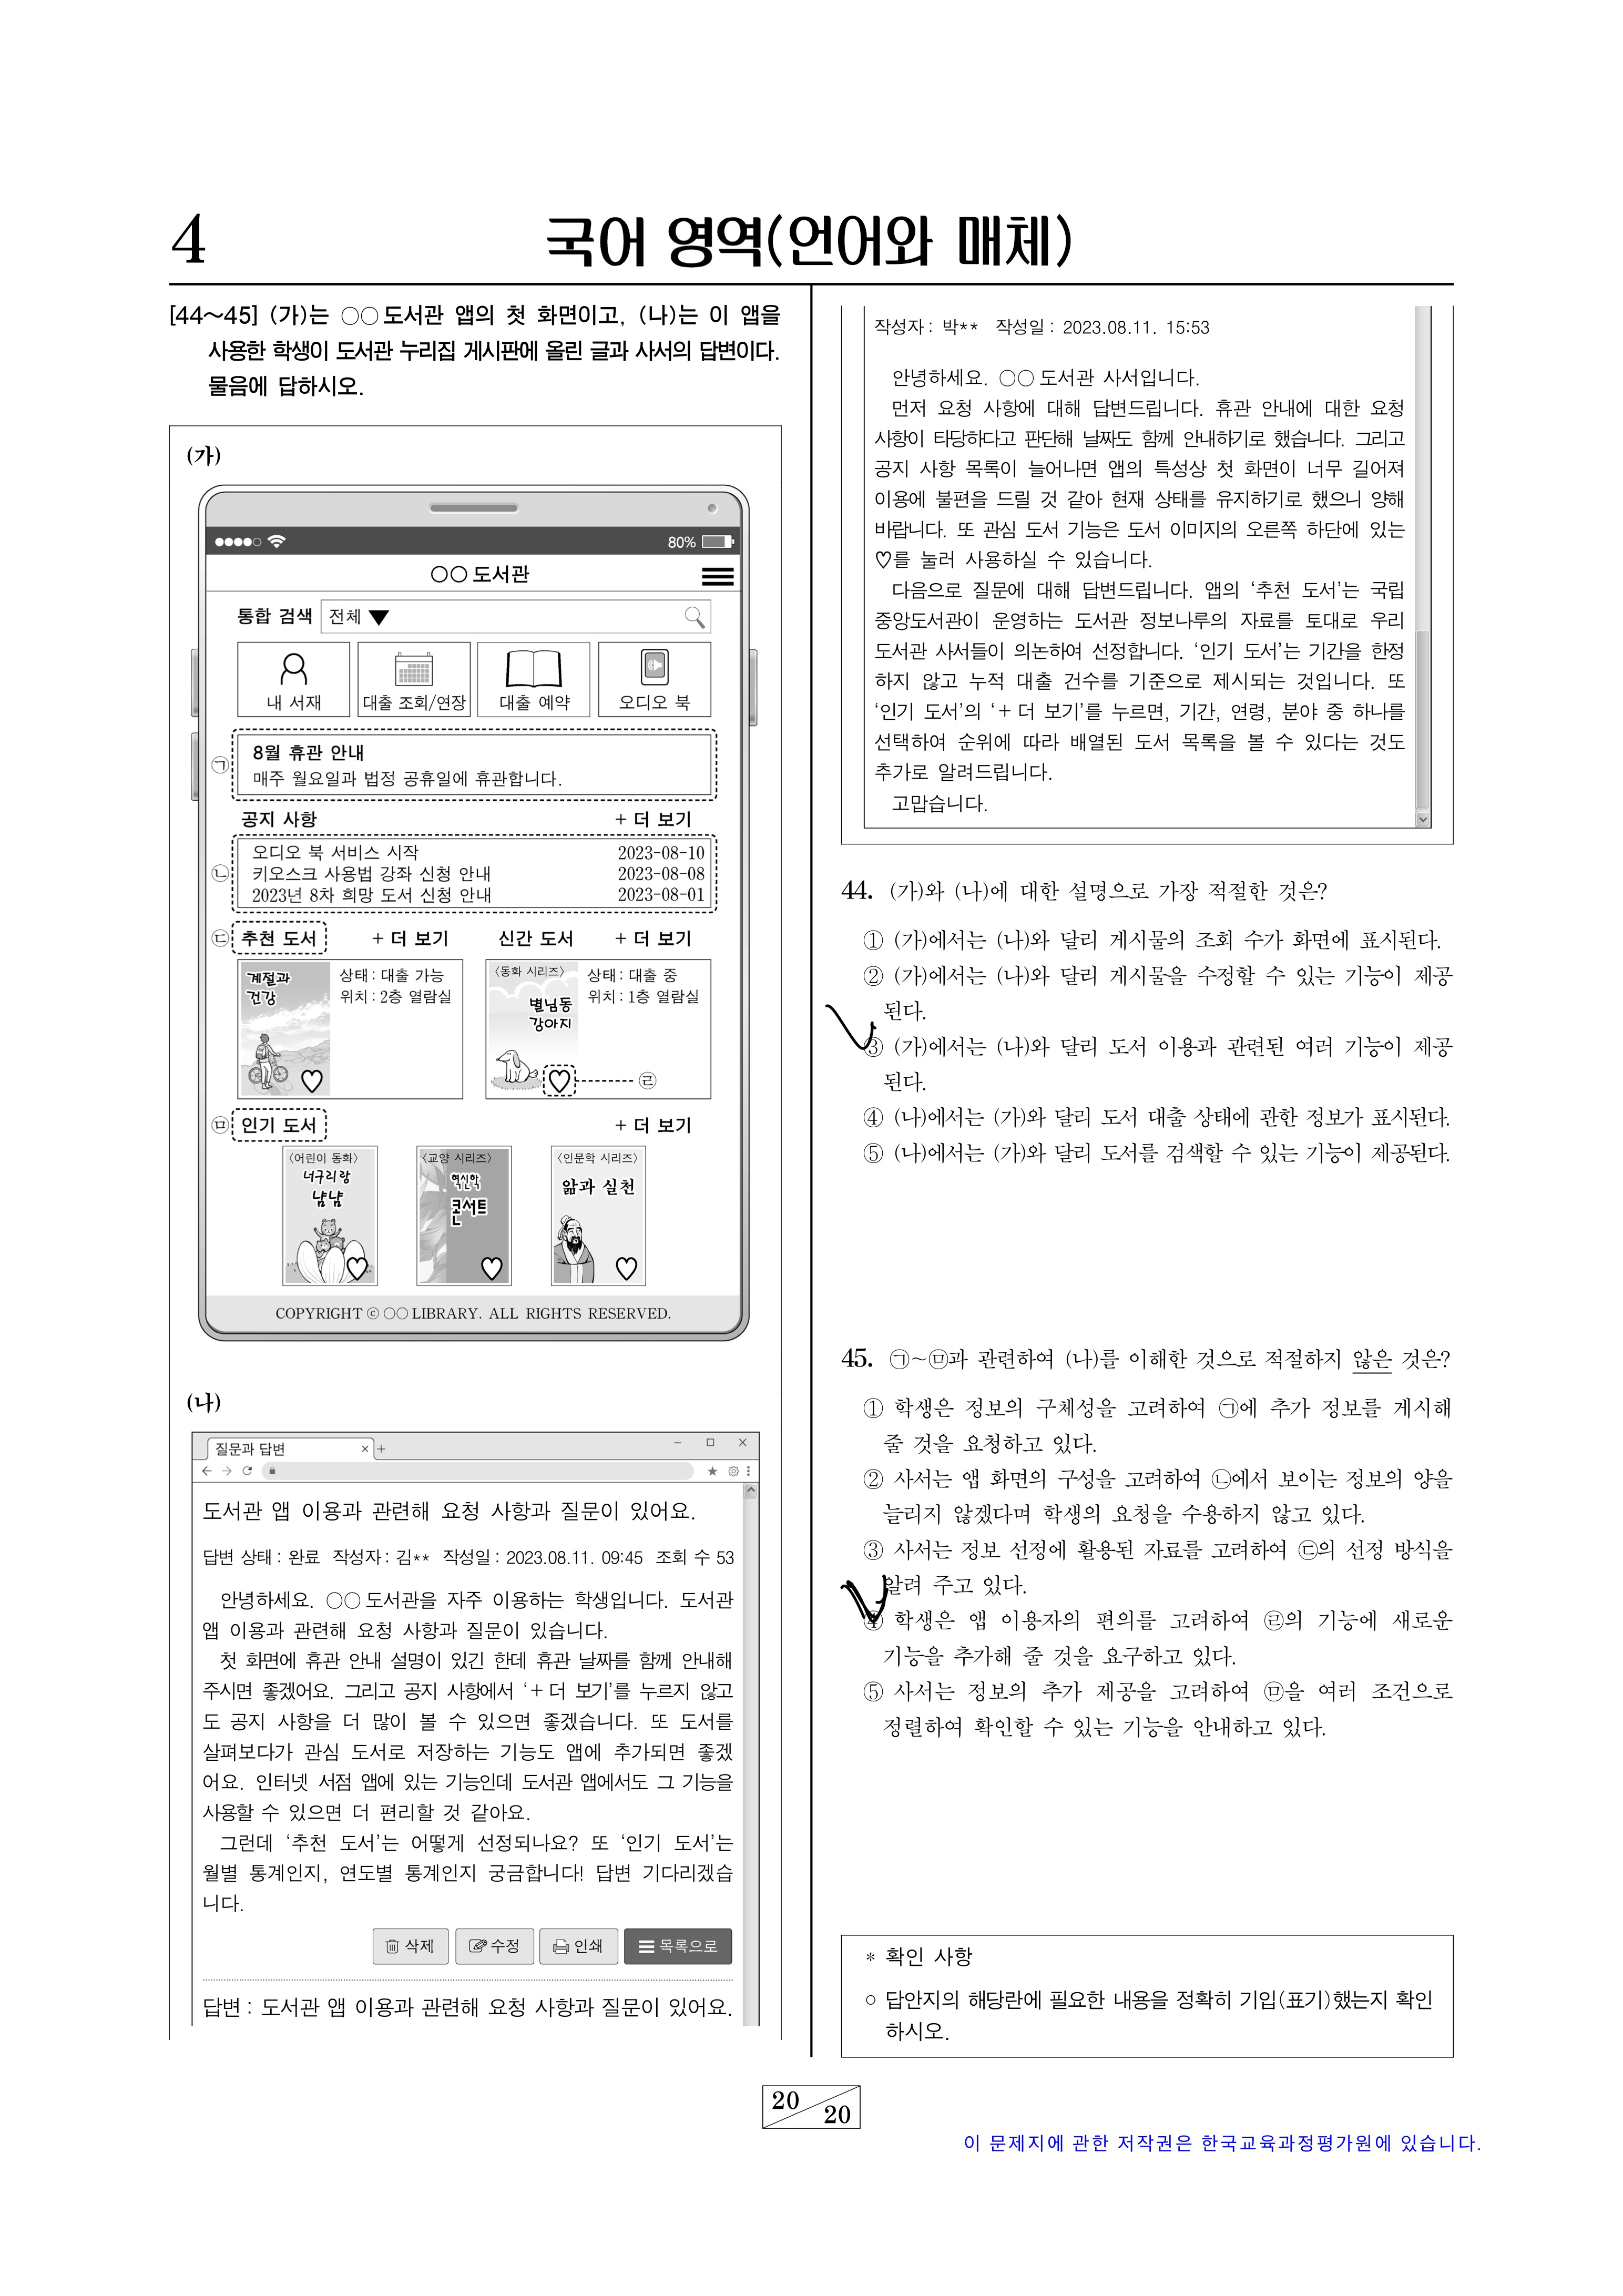 4
국어 영역(언어와 매체)
[44~45] (가)는 ○○ 도서관 앱의 첫 화면이고, (나)는 이 앱을
사용한 학생이 도서관 누리집 게시판에 올린 글과 사서의 답변이다.
물음에 답하시오.
(가)
80%
○○ 도서관
통합 검색 전체 ▼
내 서재 대출 조회/연장 대출 예약 오디오 북
㉠
8월 휴관 안내
매주 월요일과 법정 공휴일에 휴관합니다.
공지 사항 + 더 보기
㉡
오디오 북 서비스 시작 2023-08-10
키오스크 사용법 강좌 신청 안내 2023-08-08
2023년 8차 희망 도서 신청 안내 2023-08-01
㉢ 추천 도서 + 더 보기 신간 도서 + 더 보기
계절과
건강
상태 : 대출 가능
위치 : 2층 열람실
〈동화 시리즈〉
별님동
강아지
상태 : 대출 중
위치 : 1층 열람실
♡ ♡ ㉣
㉤ 인기 도서 + 더 보기
〈어린이 동화〉
너구리랑
냠냠
〈교양 시리즈〉
혁신학
콘서트
〈인문학 시리즈〉
앎과 실천
♡ ♡ ♡
COPYRIGHT ⓒ ○○ LIBRARY. ALL RIGHTS RESERVED.
(나)
질문과 답변 × +
도서관 앱 이용과 관련해 요청 사항과 질문이 있어요.
답변 상태 : 완료 작성자 : 김** 작성일 : 2023.08.11. 09:45 조회 수 53
안녕하세요. ○○ 도서관을 자주 이용하는 학생입니다. 도서관
앱 이용과 관련해 요청 사항과 질문이 있습니다.
첫 화면에 휴관 안내 설명이 있긴 한데 휴관 날짜를 함께 안내해
주시면 좋겠어요. 그리고 공지 사항에서 ‘+ 더 보기’를 누르지 않고
도 공지 사항을 더 많이 볼 수 있으면 좋겠습니다. 또 도서를
살펴보다가 관심 도서로 저장하는 기능도 앱에 추가되면 좋겠
어요. 인터넷 서점 앱에 있는 기능인데 도서관 앱에서도 그 기능을
사용할 수 있으면 더 편리할 것 같아요.
그런데 ‘추천 도서’는 어떻게 선정되나요? 또 ‘인기 도서’는
월별 통계인지, 연도별 통계인지 궁금합니다! 답변 기다리겠습
니다.
삭제 수정 인쇄 목록으로
답변 : 도서관 앱 이용과 관련해 요청 사항과 질문이 있어요.
작성자 : 박** 작성일 : 2023.08.11. 15:53
안녕하세요. ○○ 도서관 사서입니다.
먼저 요청 사항에 대해 답변드립니다. 휴관 안내에 대한 요청
사항이 타당하다고 판단해 날짜도 함께 안내하기로 했습니다. 그리고
공지 사항 목록이 늘어나면 앱의 특성상 첫 화면이 너무 길어져
이용에 불편을 드릴 것 같아 현재 상태를 유지하기로 했으니 양해
바랍니다. 또 관심 도서 기능은 도서 이미지의 오른쪽 하단에 있는
♡를 눌러 사용하실 수 있습니다.
다음으로 질문에 대해 답변드립니다. 앱의 ‘추천 도서’는 국립
중앙도서관이 운영하는 도서관 정보나루의 자료를 토대로 우리
도서관 사서들이 의논하여 선정합니다. ‘인기 도서’는 기간을 한정
하지 않고 누적 대출 건수를 기준으로 제시되는 것입니다. 또
‘인기 도서’의 ‘+ 더 보기’를 누르면, 기간, 연령, 분야 중 하나를
선택하여 순위에 따라 배열된 도서 목록을 볼 수 있다는 것도
추가로 알려드립니다.
고맙습니다.
44. (가)와 (나)에 대한 설명으로 가장 적절한 것은?
① (가)에서는 (나)와 달리 게시물의 조회 수가 화면에 표시된다.
② (가)에서는 (나)와 달리 게시물을 수정할 수 있는 기능이 제공
된다.
③ (가)에서는 (나)와 달리 도서 이용과 관련된 여러 기능이 제공
된다.
④ (나)에서는 (가)와 달리 도서 대출 상태에 관한 정보가 표시된다.
⑤ (나)에서는 (가)와 달리 도서를 검색할 수 있는 기능이 제공된다.
45. ㉠~㉤과 관련하여 (나)를 이해한 것으로 적절하지 않은 것은?
① 학생은 정보의 구체성을 고려하여 ㉠에 추가 정보를 게시해
줄 것을 요청하고 있다.
② 사서는 앱 화면의 구성을 고려하여 ㉡에서 보이는 정보의 양을
늘리지 않겠다며 학생의 요청을 수용하지 않고 있다.
③ 사서는 정보 선정에 활용된 자료를 고려하여 ㉢의 선정 방식을
알려 주고 있다.
④ 학생은 앱 이용자의 편의를 고려하여 ㉣의 기능에 새로운
기능을 추가해 줄 것을 요구하고 있다.
⑤ 사서는 정보의 추가 제공을 고려하여 ㉤을 여러 조건으로
정렬하여 확인할 수 있는 기능을 안내하고 있다.
* 확인 사항
○ 답안지의 해당란에 필요한 내용을 정확히 기입(표기)했는지 확인
하시오.
20
20
이 문제지에 관한 저작권은 한국교육과정평가원에 있습니다.